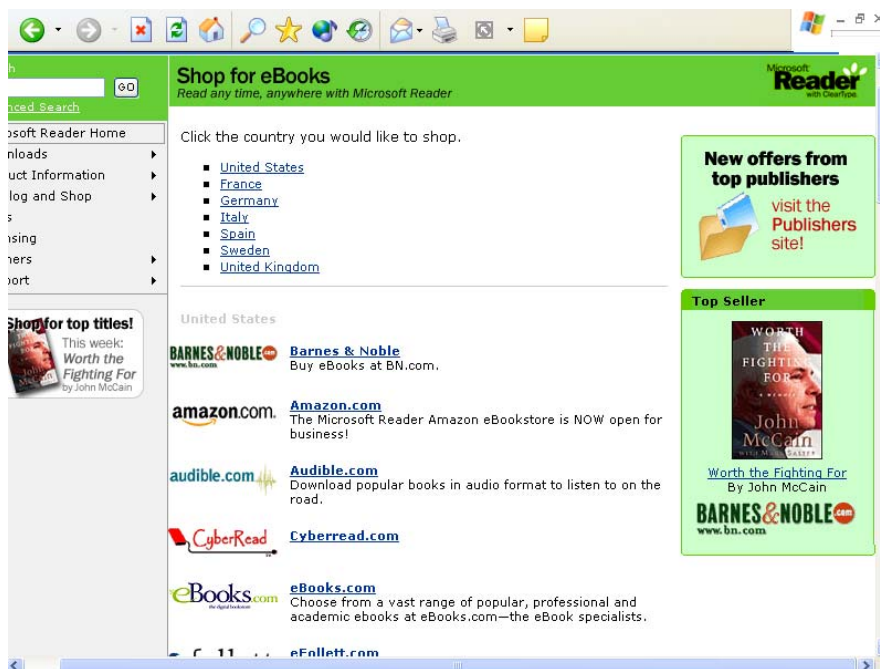 GO
Advanced Search
Microsoft Reader Home
nloads
uct Information
log and Shop
nsing
ners
port
Shop for top titles!
This week:
Worth the
Fighting For
by John McCain
Shop for eBooks
Read any time, anywhere with Microsoft Reader
Microsoft
Reader
with ClearType
Click the country you would like to shop.
United States
France
Germany
Italy
Spain
Sweden
United Kingdom
United States
BARNES&NOBLE.com
www.bn.com
Barnes & Noble
Buy eBooks at BN.com.
amazon.com.
Amazon.com
The Microsoft Reader Amazon eBookstore is NOW open for
business!
audible.com
Audible.com
Download popular books in audio format to listen to on the
road.
CyberRead
Cyberread.com
eBooks.com
the digital bookstore
eBooks.com
Choose from a vast range of popular, professional and
academic ebooks at eBooks.com—the eBook specialists.
eFollett.com
New offers from
top publishers
visit the
Publishers
site!
Top Seller
WORTH
THE
FIGHTING
FOR
a memoir
John
McCain
WITH MARK SALTER
Worth the Fighting For
By John McCain
BARNES&NOBLE.com
www.bn.com